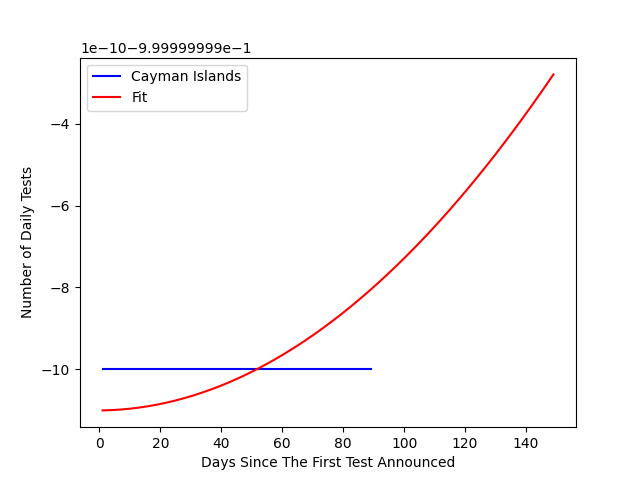 1e−10−9.99999999e−1
Cayman Islands
Fit
Number of Daily Tests
−4
−6
−8
−10
0 20 40 60 80 100 120 140
Days Since The First Test Announced